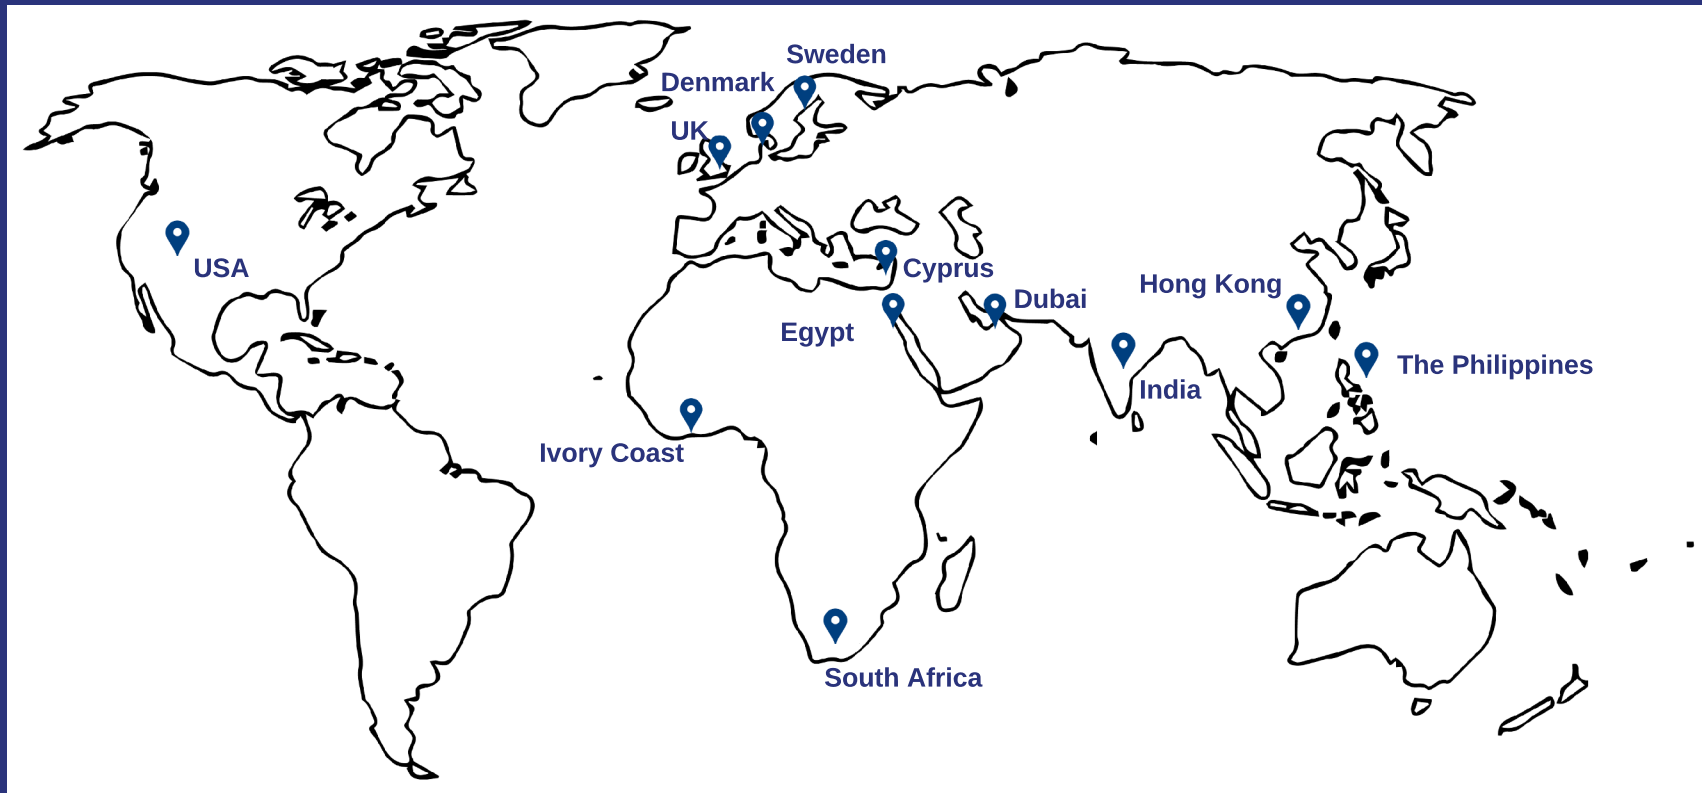 Sweden
Denmark
UK
USA
Cyprus
Dubai
Hong Kong
Egypt
The Philippines
India
Ivory Coast
South Africa